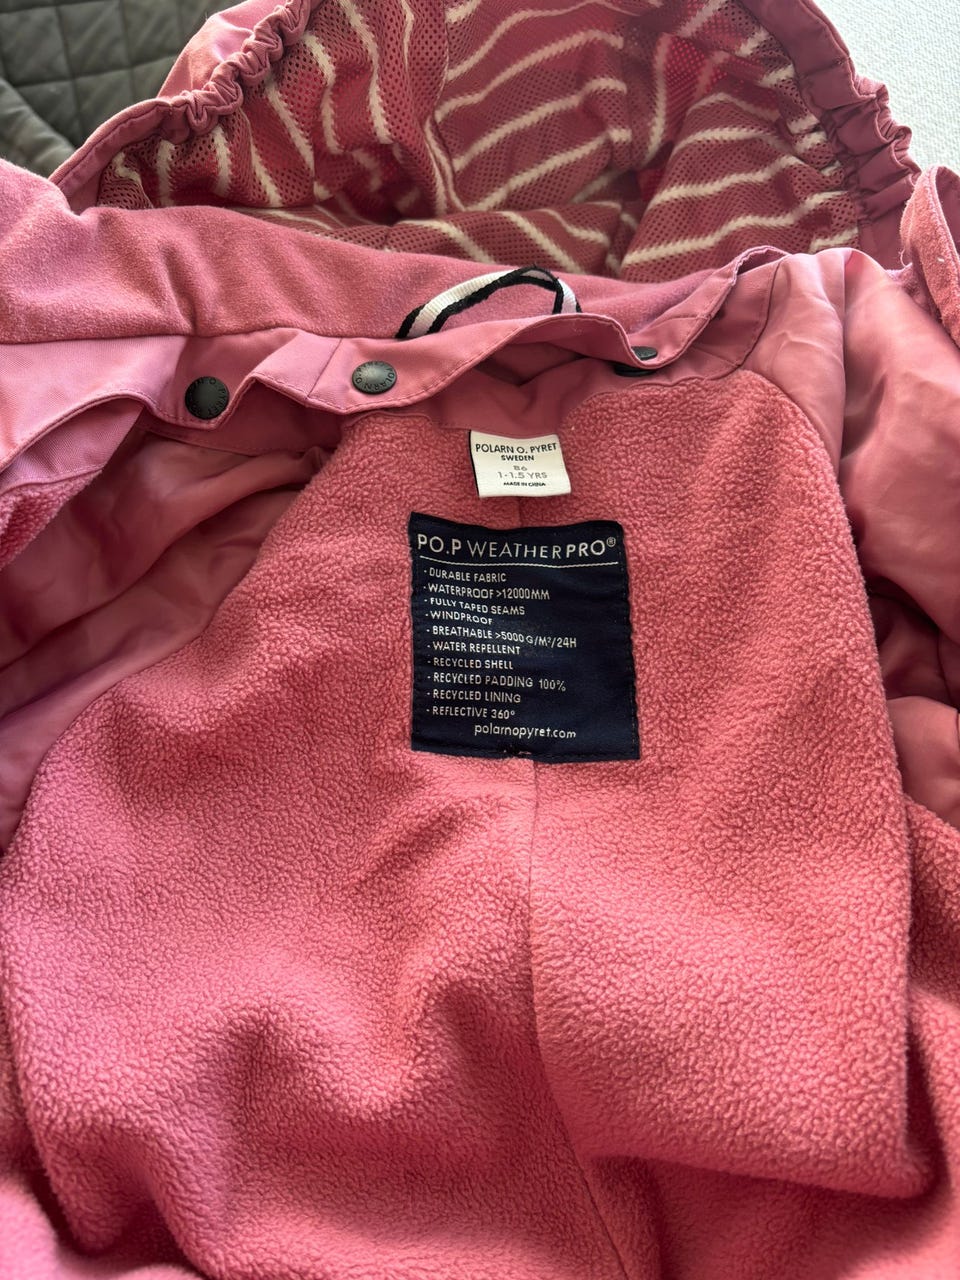 POLARN O. PYRET
SWEDEN
86
1-1.5 YRS
MADE IN CHINA
PO.P WEATHERPRO®
· DURABLE FABRIC
· WATERPROOF >12000MM
· FULLY TAPED SEAMS
· WINDPROOF
· BREATHABLE >5000 G/M²/24H
· WATER REPELLENT
· RECYCLED SHELL
· RECYCLED PADDING 100%
· RECYCLED LINING
· REFLECTIVE 360°
polarnopyret.com